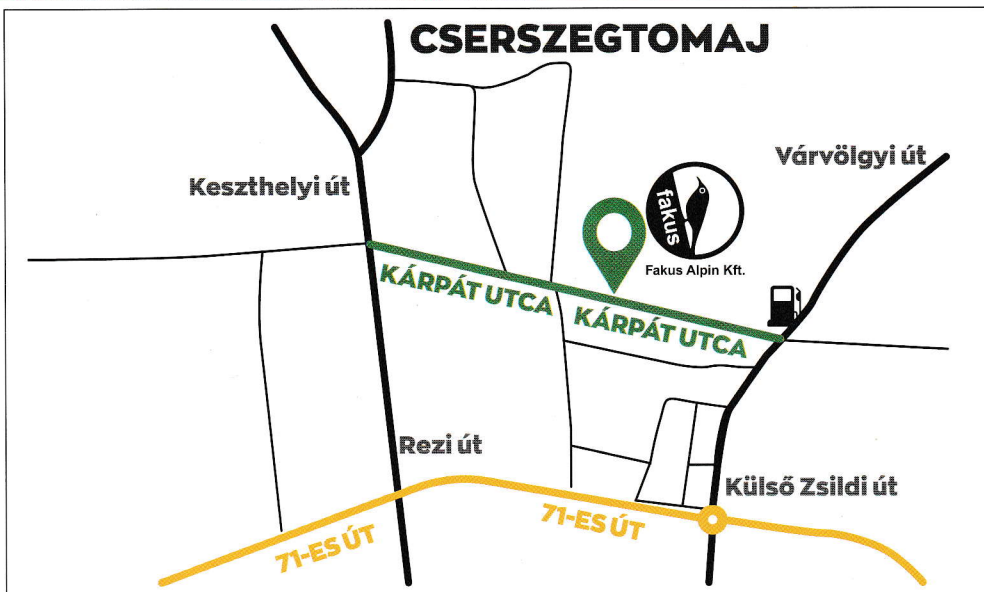 CSERSZEGTOMAJ
Várvölgyi út
Keszthelyi út
fakus
Fakus Alpin Kft.
KÁRPÁT UTCA
KÁRPÁT UTCA
Rezi út
Külső Zsildi út
71-ES ÚT
71-ES ÚT